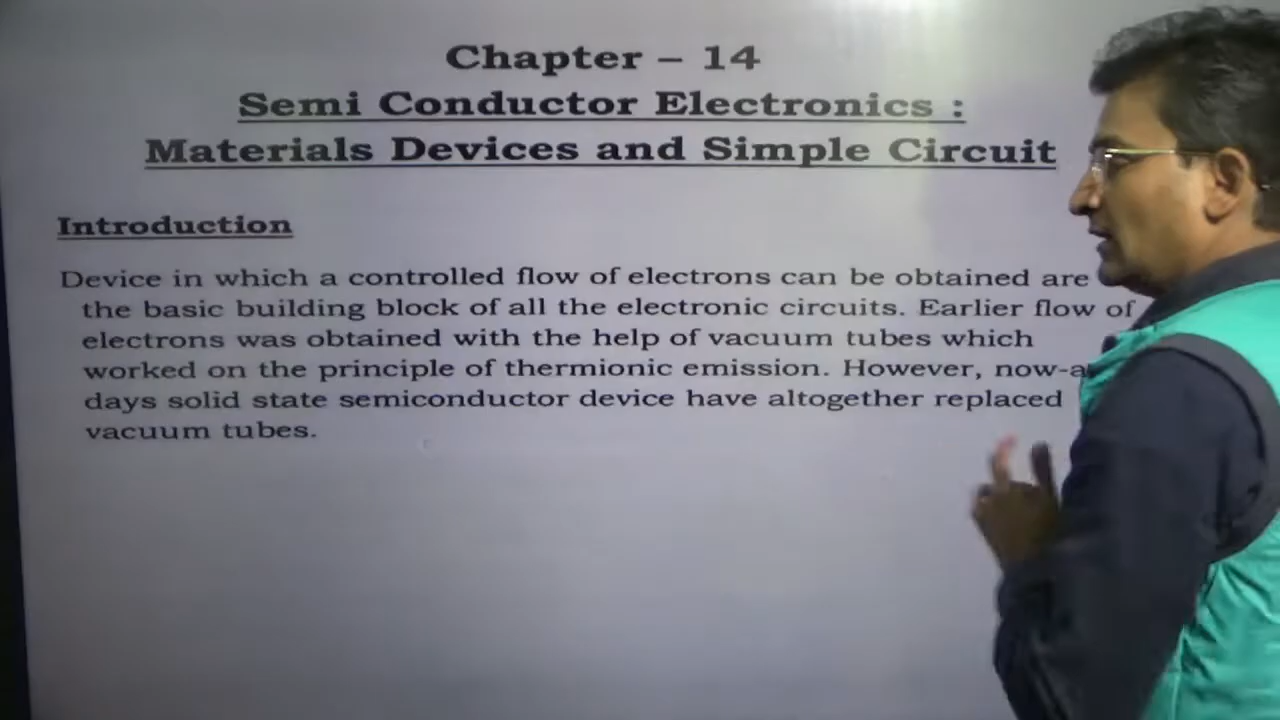 Chapter – 14
Semi Conductor Electronics :
Materials Devices and Simple Circuit
Introduction
Device in which a controlled flow of electrons can be obtained are
the basic building block of all the electronic circuits. Earlier flow of
electrons was obtained with the help of vacuum tubes which
worked on the principle of thermionic emission. However, now-a
days solid state semiconductor device have altogether replaced
vacuum tubes.